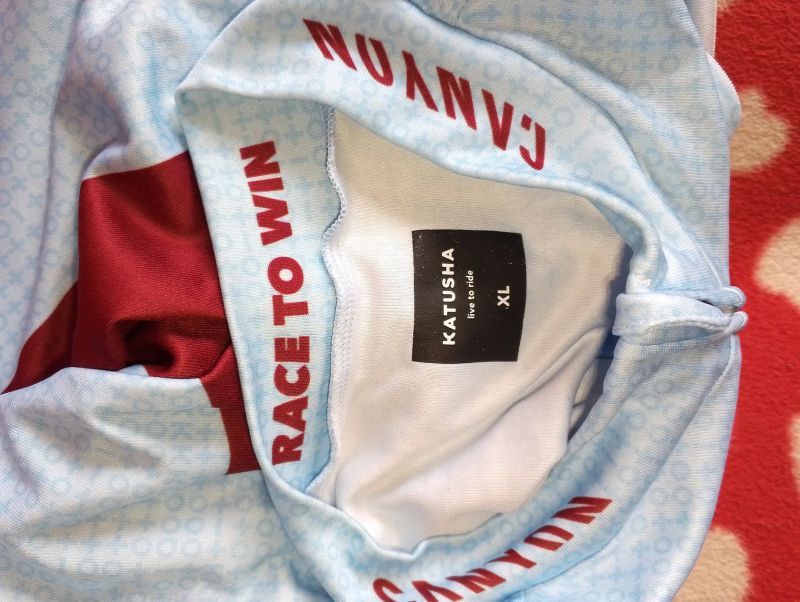 CANYON
RACE TO WIN
KATUSHA
live to ride
XL
CANYON